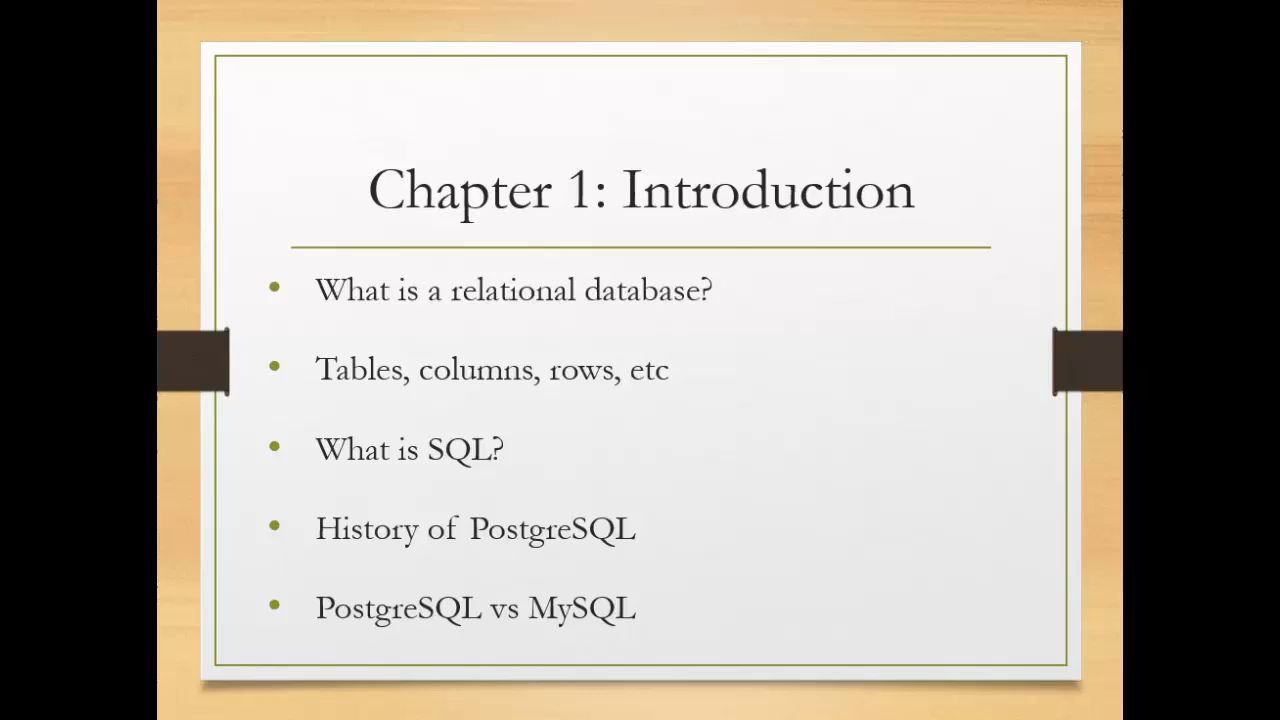 Chapter 1: Introduction
• What is a relational database?
• Tables, columns, rows, etc
• What is SQL?
• History of PostgreSQL
• PostgreSQL vs MySQL